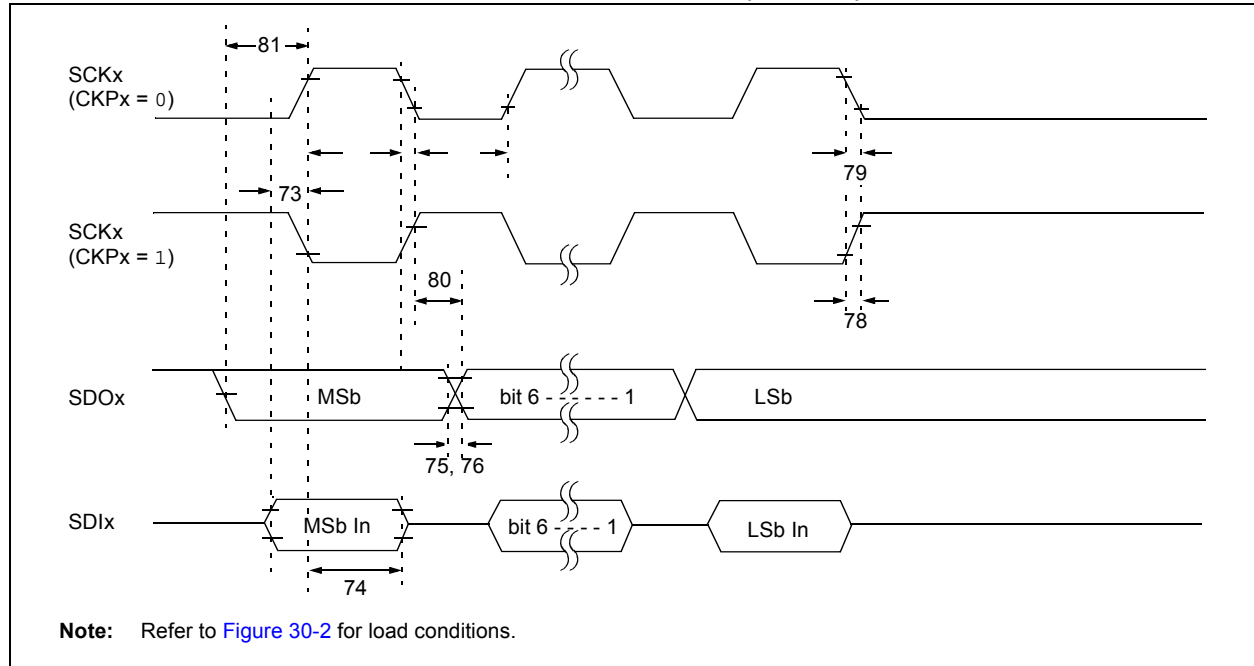 81
SCKx
(CKPx = 0)
79
73
SCKx
(CKPx = 1)
80
78
SDOx
MSb
bit 6 - - - - - - 1
LSb
75, 76
SDIx
MSb In
bit 6 - - - - - 1
LSb In
74
Note: Refer to Figure 30-2 for load conditions.